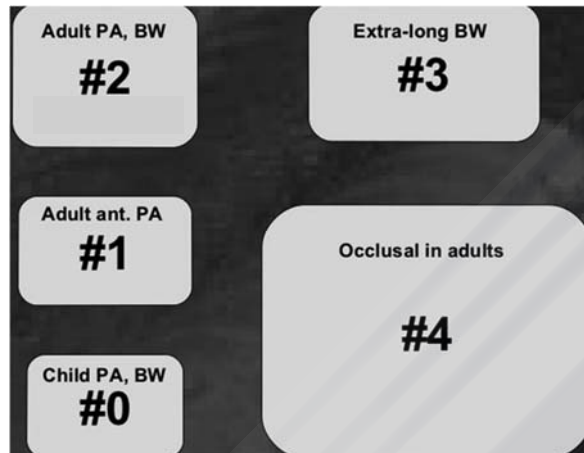 Adult PA, BW
#2
Extra-long BW
#3
Adult ant. PA
#1
Occlusal in adults
#4
Child PA, BW
#0